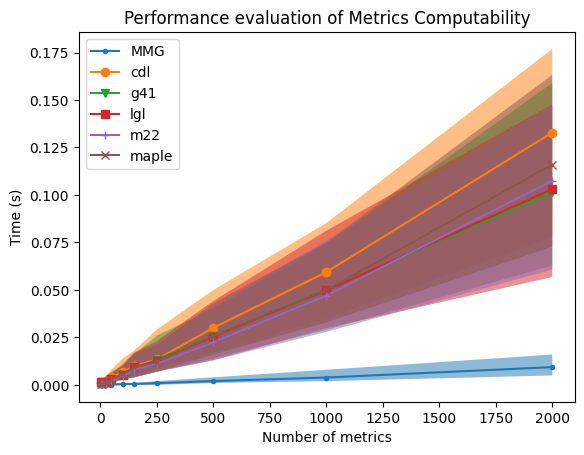 Performance evaluation of Metrics Computability
MMG
cdl
g41
lgl
m22
maple
Time (s)
0.175
0.150
0.125
0.100
0.075
0.050
0.025
0.000
0 250 500 750 1000 1250 1500 1750 2000
Number of metrics